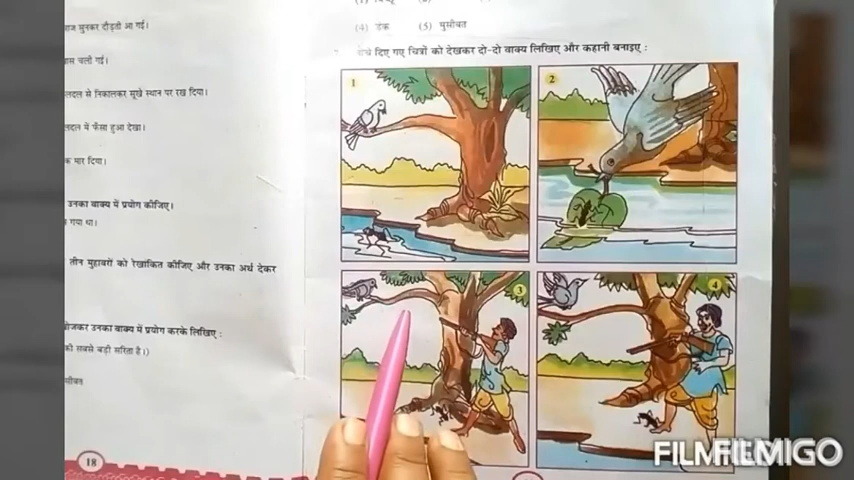 ाज सुनकर दौड़ती आ गई।
ास चली गई।
लदल से निकालकर सूखे स्थान पर रख दिया।
लदल में फँसा हुआ देखा।
क मार दिया।
उनका वाक्य में प्रयोग कीजिए।
गया था।
तीन मुहावरों को रेखांकित कीजिए और उनका अर्थ देकर
उनका वाक्य में प्रयोग करके लिखिए :
की सबसे बड़ी सरिता है।)
सीबत
18
(4) डंक (5) मुसीबत
दिए गए चित्रों को देखकर दो-दो वाक्य लिखिए और कहानी बनाइए :
1
2
3
4
FILMFILMIGO